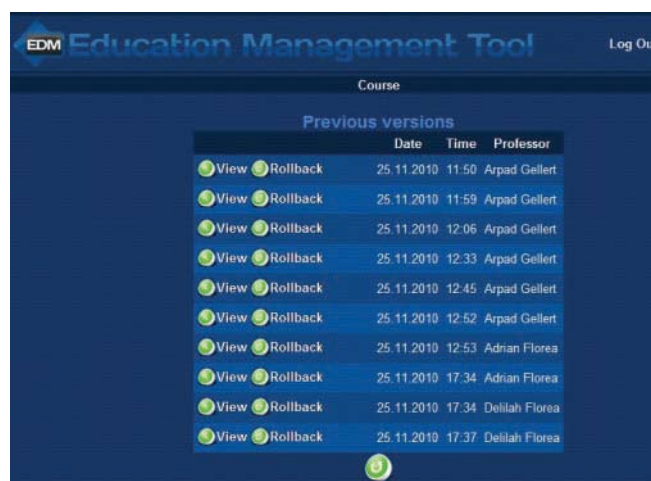 EDM Education Management Tool Log Ou
Course
Previous versions
Date Time Professor
View Rollback 25.11.2010 11:50 Arpad Gellert
View Rollback 25.11.2010 11:59 Arpad Gellert
View Rollback 25.11.2010 12:06 Arpad Gellert
View Rollback 25.11.2010 12:33 Arpad Gellert
View Rollback 25.11.2010 12:45 Arpad Gellert
View Rollback 25.11.2010 12:52 Arpad Gellert
View Rollback 25.11.2010 12:53 Adrian Florea
View Rollback 25.11.2010 17:34 Adrian Florea
View Rollback 25.11.2010 17:34 Delilah Florea
View Rollback 25.11.2010 17:37 Delilah Florea